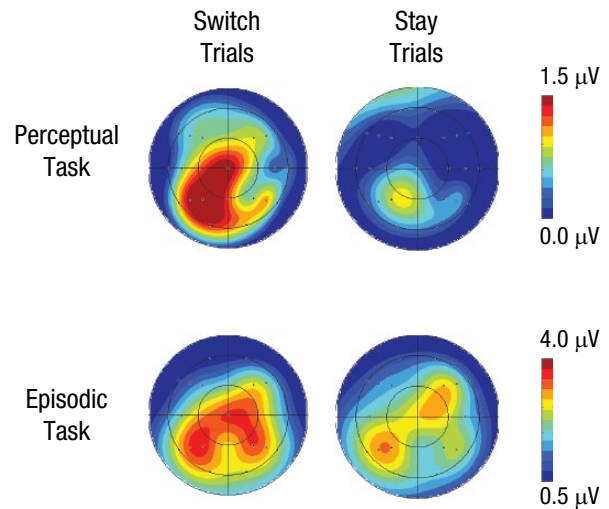 Switch
Trials
Stay
Trials
Perceptual
Task
1.5 μV
0.0 μV
Episodic
Task
4.0 μV
0.5 μV